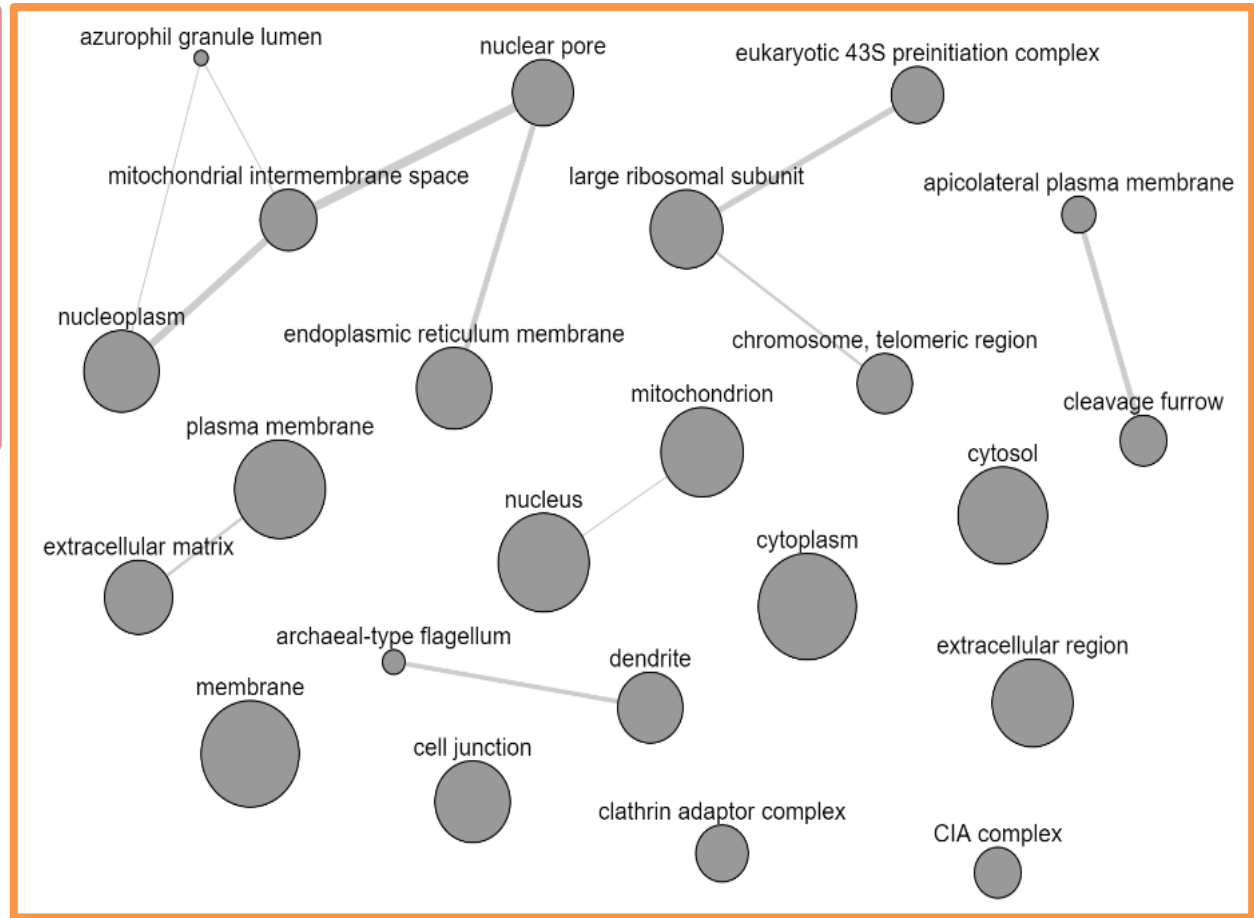 azurophil granule lumen
nuclear pore
eukaryotic 43S preinitiation complex
mitochondrial intermembrane space
large ribosomal subunit
apicolateral plasma membrane
nucleoplasm
endoplasmic reticulum membrane
chromosome, telomeric region
mitochondrion
cleavage furrow
plasma membrane
cytosol
nucleus
extracellular matrix
cytoplasm
archaeal-type flagellum
dendrite
extracellular region
membrane
cell junction
clathrin adaptor complex
CIA complex